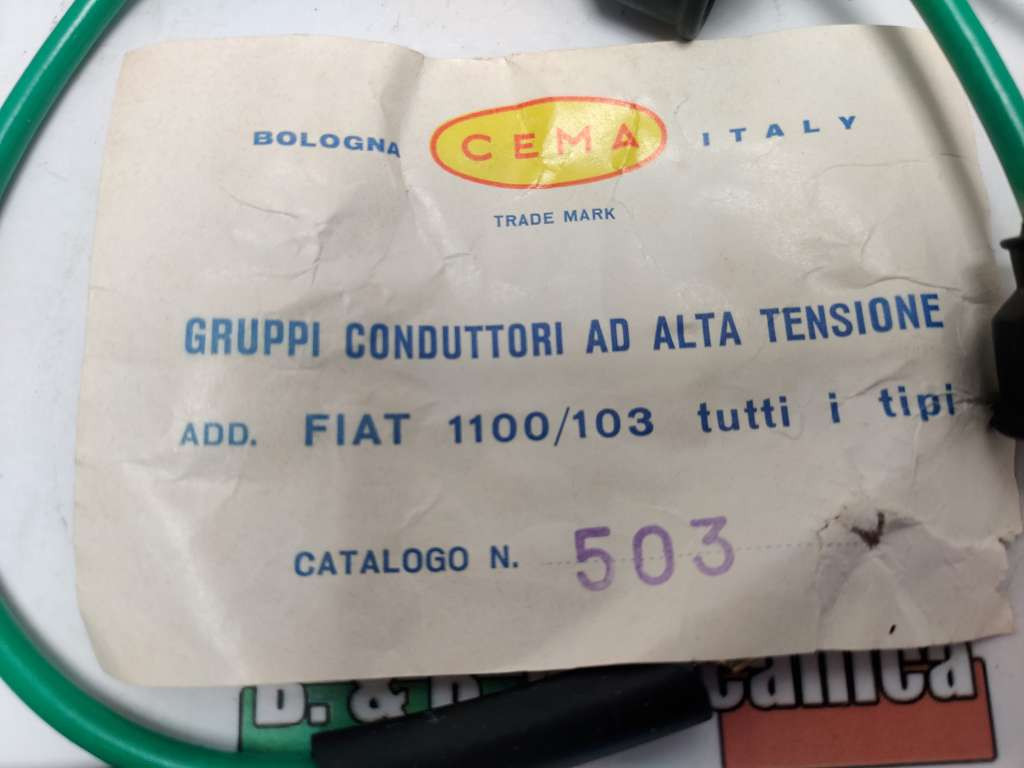 BOLOGNA CEMA ITALY
TRADE MARK
GRUPPI CONDUTTORI AD ALTA TENSIONE
ADD. FIAT 1100/103 tutti i tipi
CATALOGO N. 503